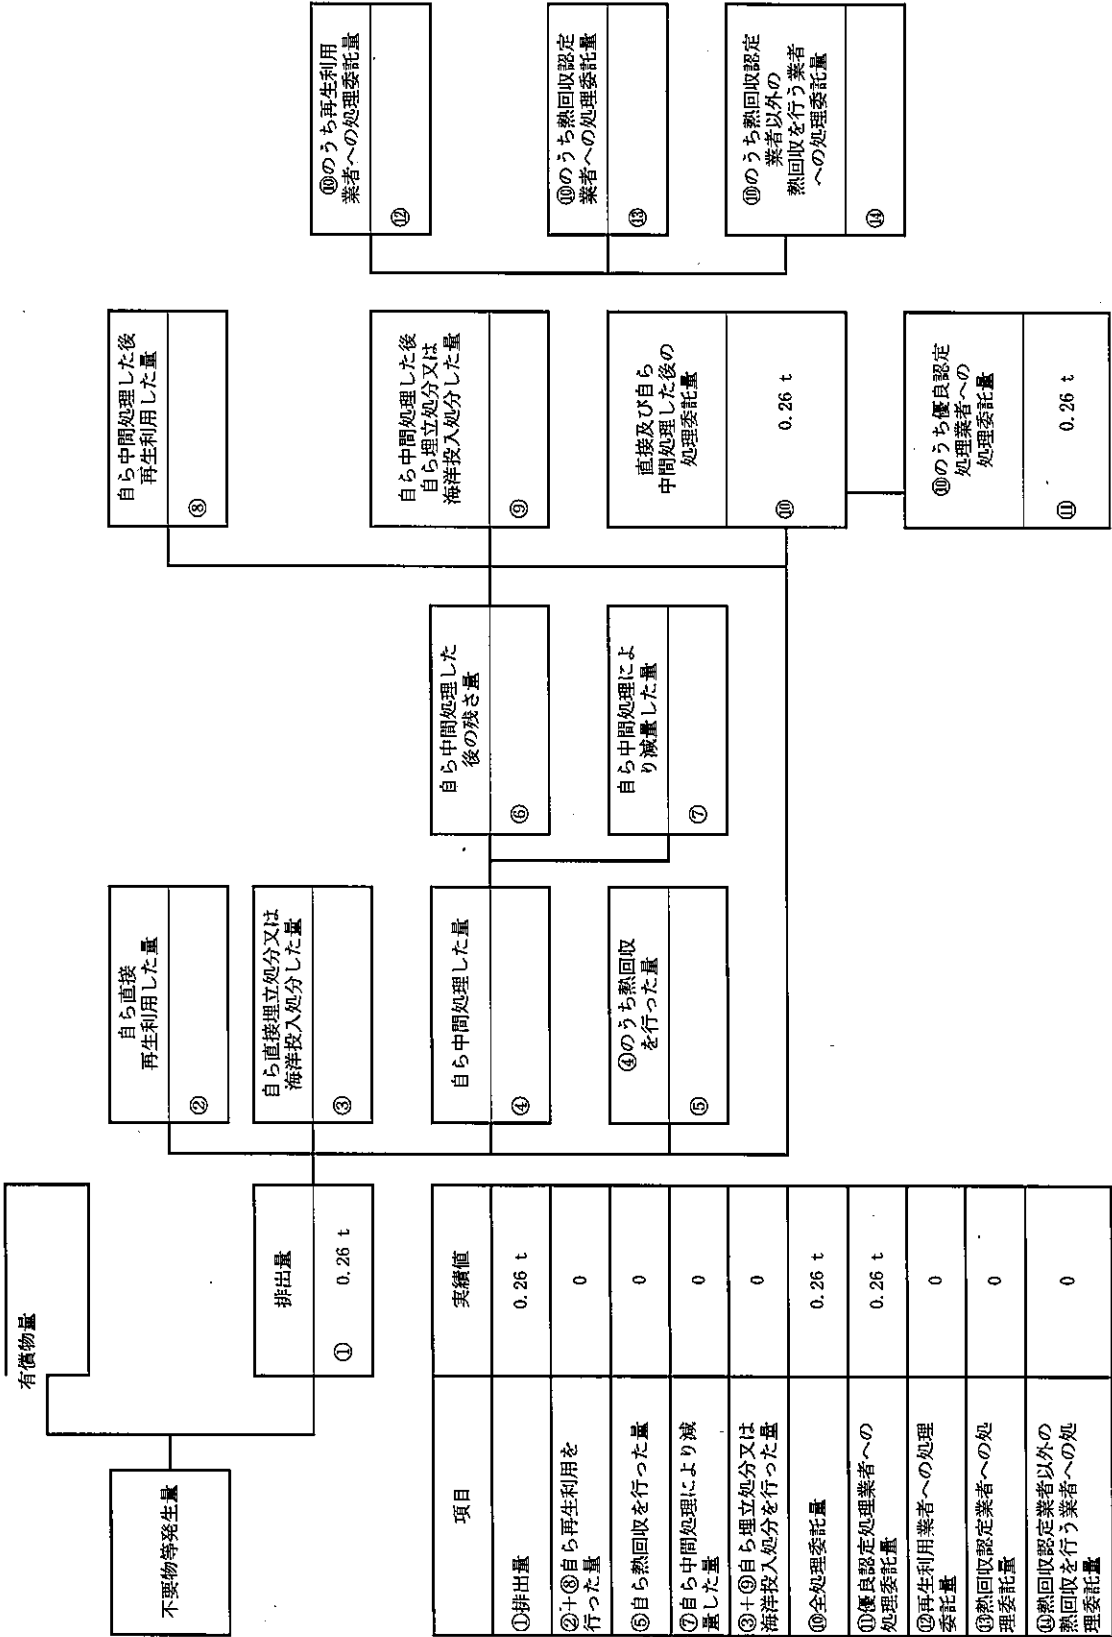 有償物量
不要物等発生量
排出量
① 0.26 t
自ら直接
再生利用した量
②
自ら直接埋立処分又は
海洋投入処分した量
③
自ら中間処理した量
④
④のうち熱回収
を行った量
⑤
自ら中間処理した
後の残さ量
⑥
自ら中間処理によ
り減量した量
⑦
自ら中間処理した後
再生利用した量
⑧
自ら中間処理した後
自ら埋立処分又は
海洋投入処分した量
⑨
直接及び自ら
中間処理した後の
処理委託量
⑩ 0.26 t
⑩のうち優良認定
処理業者への
処理委託量
⑪ 0.26 t
⑩のうち再生利用
業者への処理委託量
⑫
⑩のうち熱回収認定
業者への処理委託量
⑬
⑩のうち熱回収認定
業者以外の
熱回収を行う業者
への処理委託量
⑭
項目 実績値
①排出量 0.26 t
②+⑧自ら再生利用を
行った量 0
⑤自ら熱回収を行った量 0
⑦自ら中間処理により減
量した量 0
③+⑨自ら埋立処分又は
海洋投入処分を行った量 0
⑩全処理委託量 0.26 t
⑪優良認定処理業者への
処理委託量 0.26 t
⑫再生利用業者への処理
委託量 0
⑬熱回収認定業者への処
理委託量 0
⑭熱回収認定業者以外の
熱回収を行う業者への処
理委託量 0